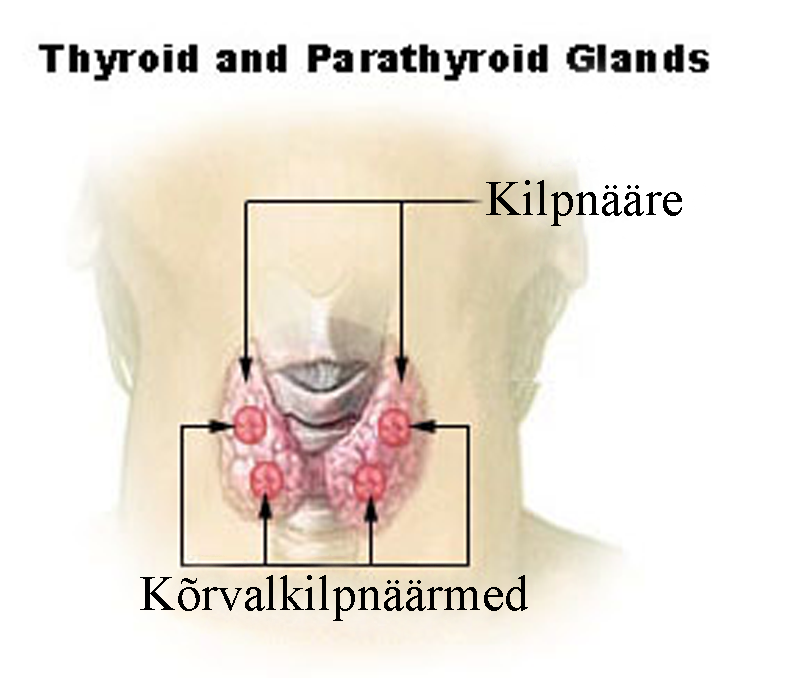 Thyroid and Parathyroid Glands
Kilpnääre
Kõrvalkilpnäärmed